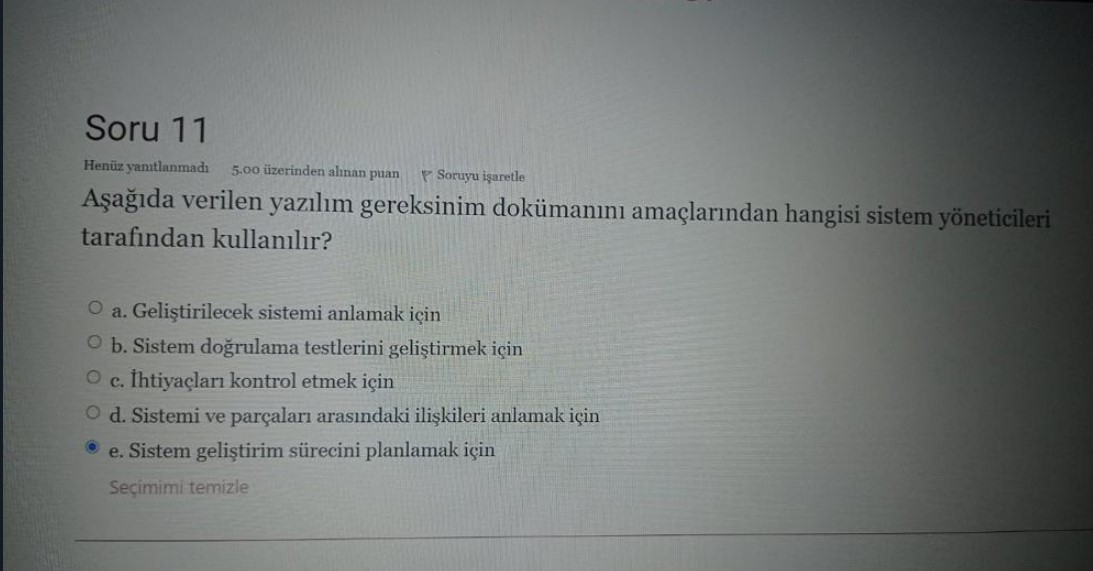 Soru 11
Henüz yanıtlanmadı 5.00 üzerinden alınan puan Soruyu işaretle
Aşağıda verilen yazılım gereksinim dokümanını amaçlarından hangisi sistem yöneticileri
tarafından kullanılır?
a. Geliştirilecek sistemi anlamak için
b. Sistem doğrulama testlerini geliştirmek için
c. İhtiyaçları kontrol etmek için
d. Sistemi ve parçaları arasındaki ilişkileri anlamak için
e. Sistem geliştirim sürecini planlamak için
Seçimimi temizle